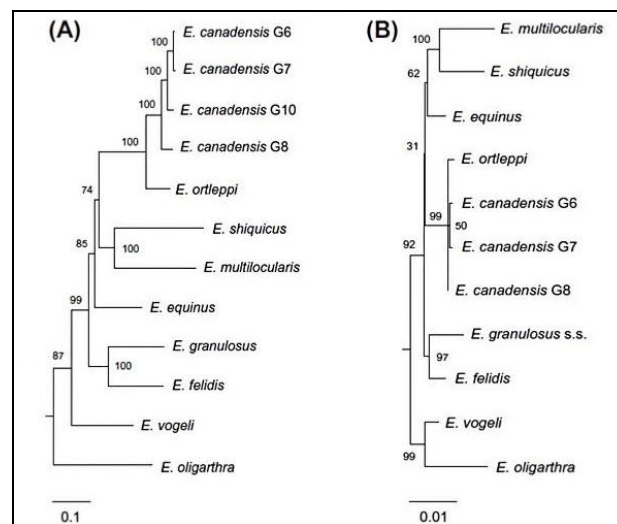 (A)
100
E. canadensis G6
100
E. canadensis G7
100
E. canadensis G10
100
E. canadensis G8
100
E. ortleppi
74
E. shiquicus
100
E. multilocularis
85
E. equinus
99
E. granulosus
100
E. felidis
87
E. vogeli
E. oligarthra
0.1
(B)
100
E. multilocularis
62
E. shiquicus
E. equinus
31
E. ortleppi
E. canadensis G6
99
50
E. canadensis G7
92
E. canadensis G8
E. granulosus s.s.
97
E. felidis
E. vogeli
99
E. oligarthra
0.01